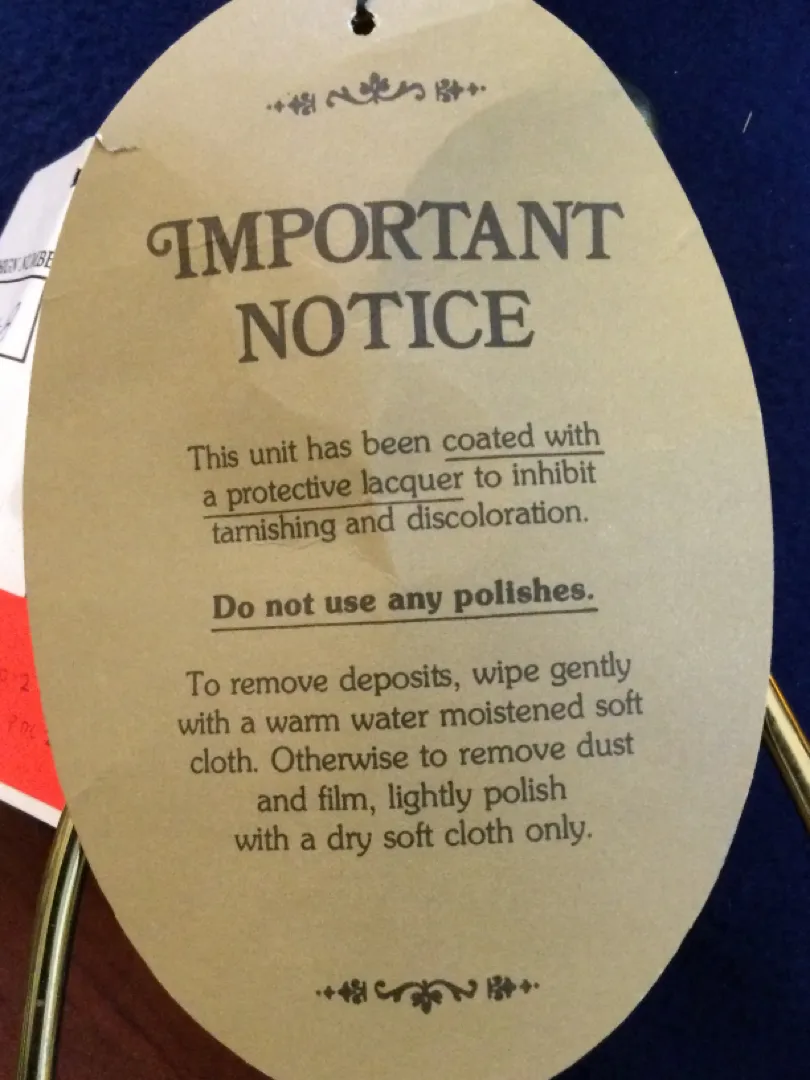 IMPORTANT
NOTICE
This unit has been coated with
a protective lacquer to inhibit
tarnishing and discoloration.
Do not use any polishes.
To remove deposits, wipe gently
with a warm water moistened soft
cloth. Otherwise to remove dust
and film, lightly polish
with a dry soft cloth only.